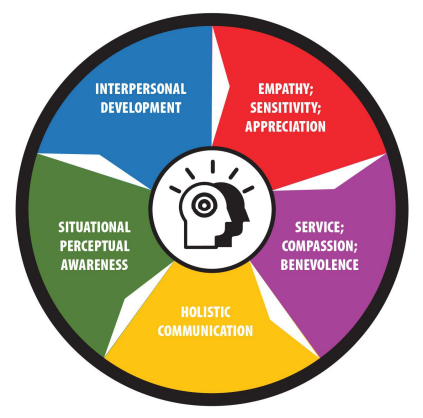 INTERPERSONAL
DEVELOPMENT
EMPATHY;
SENSITIVITY;
APPRECIATION
SITUATIONAL
PERCEPTUAL
AWARENESS
SERVICE;
COMPASSION;
BENEVOLENCE
HOLISTIC
COMMUNICATION